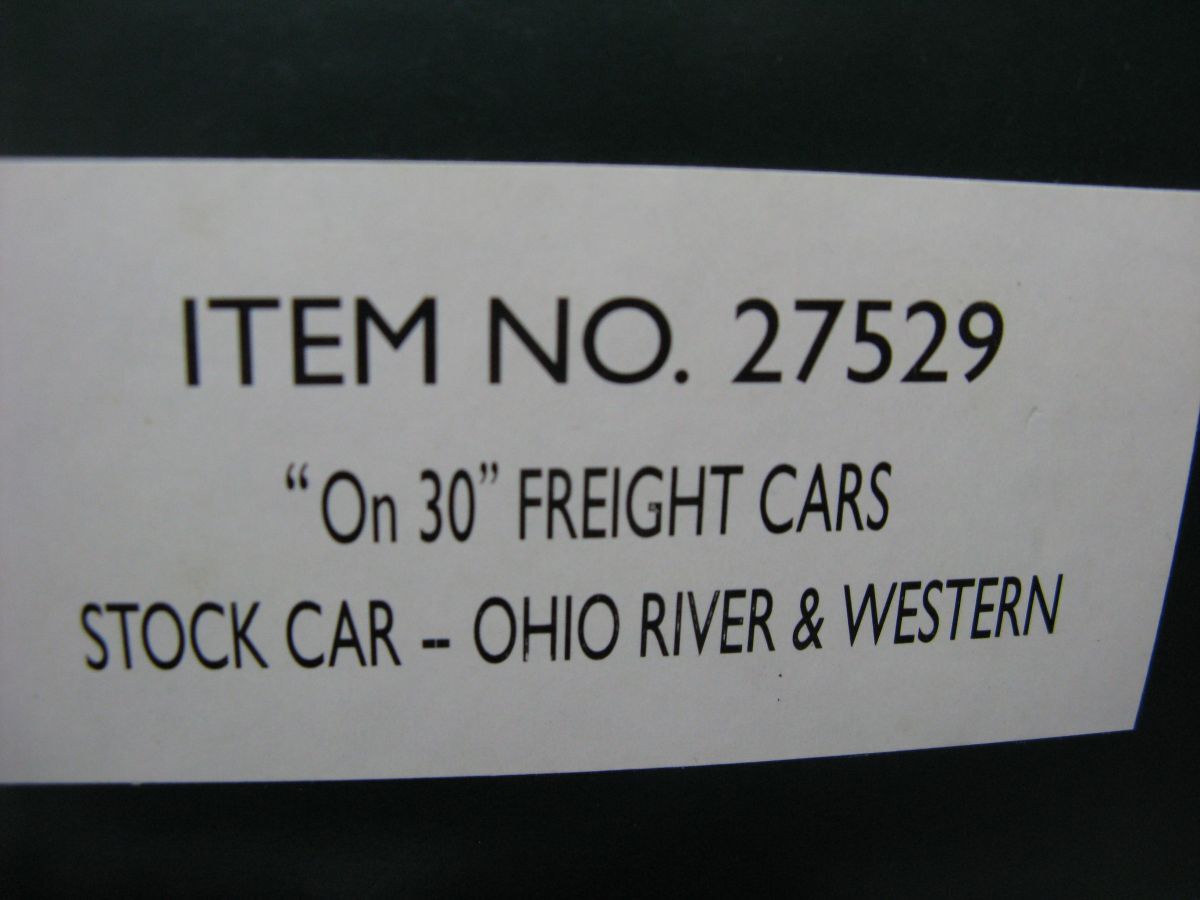 ITEM NO. 27529
“On 30” FREIGHT CARS
STOCK CAR -- OHIO RIVER & WESTERN